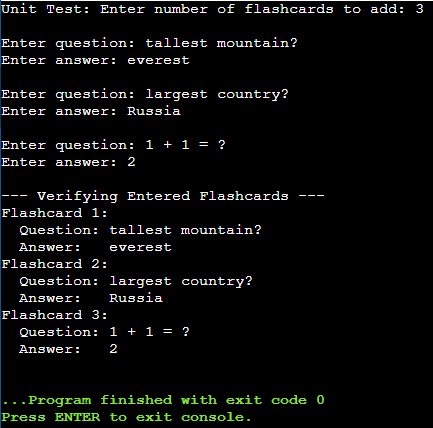 Unit Test: Enter number of flashcards to add: 3
Enter question: tallest mountain?
Enter answer: everest
Enter question: largest country?
Enter answer: Russia
Enter question: 1 + 1 = ?
Enter answer: 2
--- Verifying Entered Flashcards ---
Flashcard 1:
Question: tallest mountain?
Answer: everest
Flashcard 2:
Question: largest country?
Answer: Russia
Flashcard 3:
Question: 1 + 1 = ?
Answer: 2
...Program finished with exit code 0
Press ENTER to exit console.